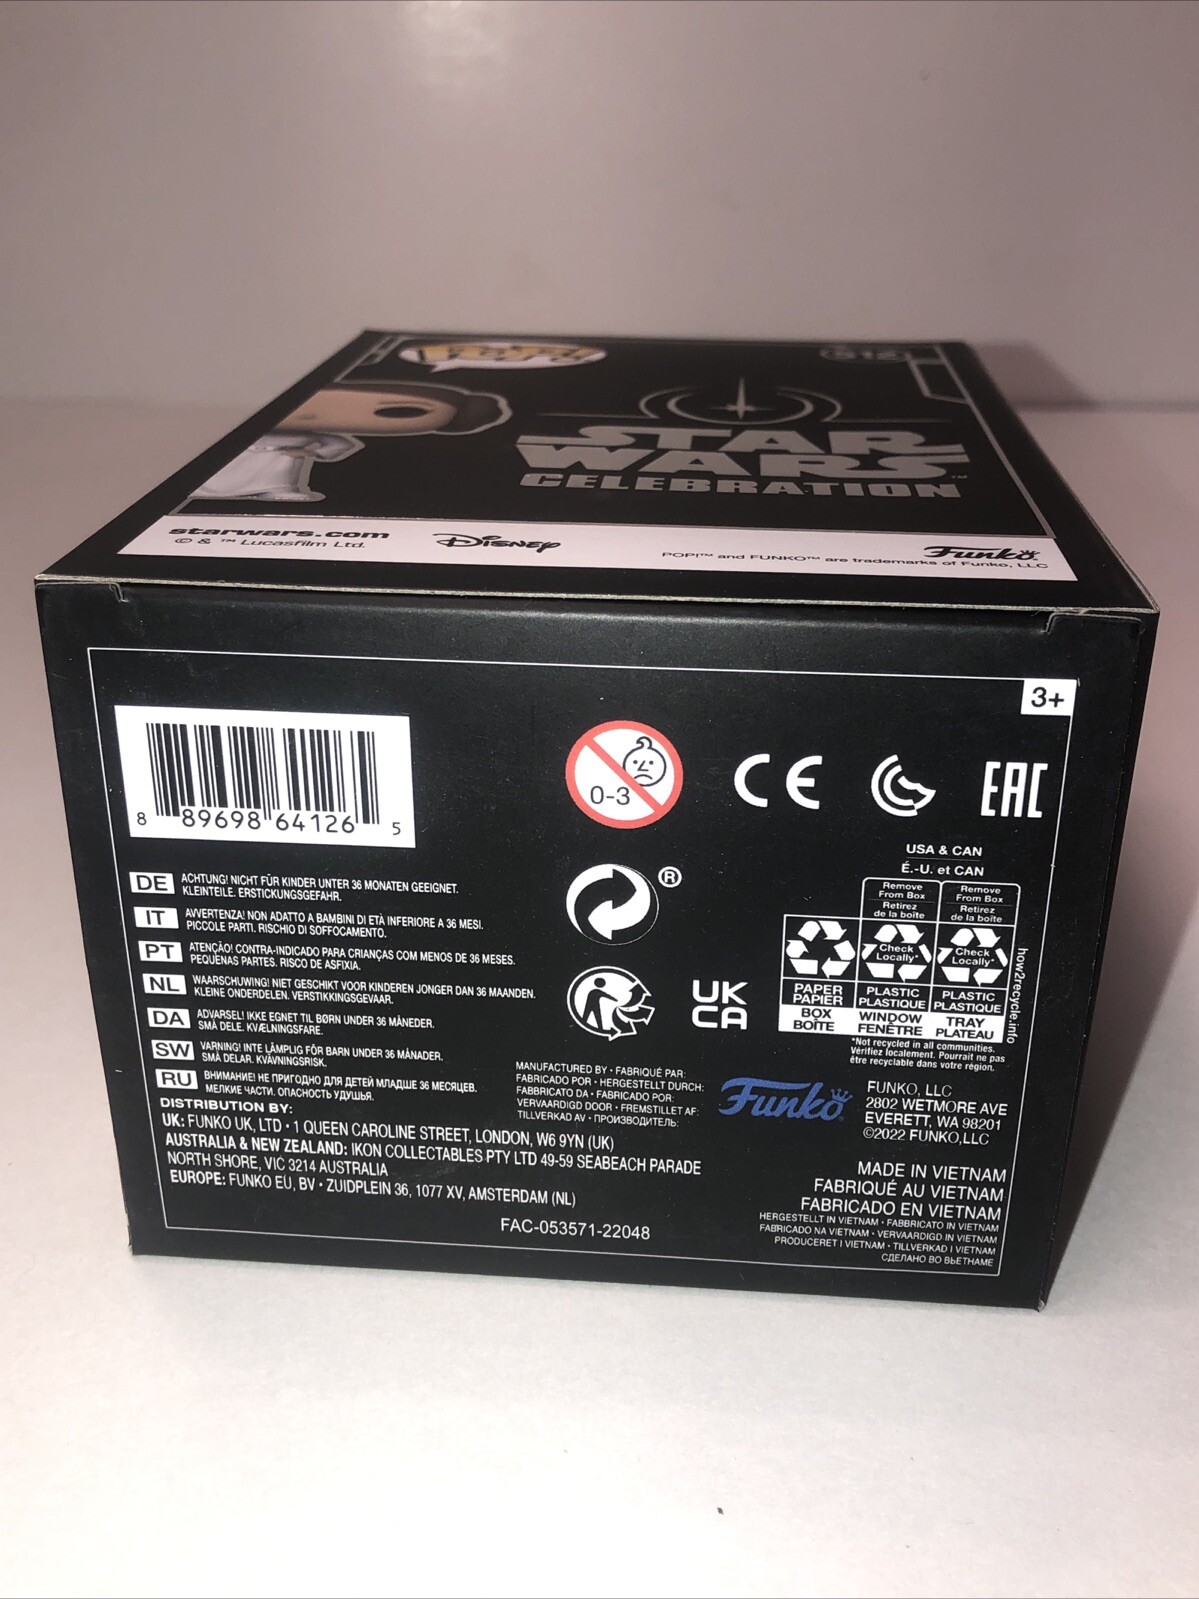 STAR
WARS™
CELEBRATION
starwars.com
© & ™ Lucasfilm Ltd.
Disney
Funko
POP!™ and FUNKO™ are trademarks of Funko, LLC
3+
8 89698 64126 5
0-3
CE
EAC
USA & CAN
É.-U. et CAN
Remove
From Box
Retirez
de la boîte
Remove
From Box
Retirez
de la boîte
Check
Locally*
Check
Locally*
PAPER
PAPIER
PLASTIC
PLASTIQUE
PLASTIC
PLASTIQUE
BOX
BOÎTE
WINDOW
FENÊTRE
TRAY
PLATEAU
how2recycle.info
*Not recycled in all communities.
Vérifiez localement. Pourrait ne pas
être recyclable dans votre région.
®
UK
CA
DE ACHTUNG! NICHT FÜR KINDER UNTER 36 MONATEN GEEIGNET.
KLEINTEILE. ERSTICKUNGSGEFAHR.
IT AVVERTENZA! NON ADATTO A BAMBINI DI ETÀ INFERIORE A 36 MESI.
PICCOLE PARTI. RISCHIO DI SOFFOCAMENTO.
PT ATENÇÃO! CONTRA-INDICADO PARA CRIANÇAS COM MENOS DE 36 MESES.
PEQUENAS PARTES. RISCO DE ASFIXIA.
NL WAARSCHUWING! NIET GESCHIKT VOOR KINDEREN JONGER DAN 36 MAANDEN.
KLEINE ONDERDELEN. VERSTIKKINGSGEVAAR.
DA ADVARSEL! IKKE EGNET TIL BØRN UNDER 36 MÅNEDER.
SMÅ DELE. KVÆLNINGSFARE.
SW VARNING! INTE LÄMPLIG FÖR BARN UNDER 36 MÅNADER.
SMÅ DELAR. KVÄVNINGSRISK.
RU ВНИМАНИЕ! НЕ ПРИГОДНО ДЛЯ ДЕТЕЙ МЛАДШЕ 36 МЕСЯЦЕВ.
МЕЛКИЕ ЧАСТИ. ОПАСНОСТЬ УДУШЬЯ.
MANUFACTURED BY • FABRIQUÉ PAR:
FABRICADO POR • HERGESTELLT DURCH:
FABBRICATO DA • FABRICADO POR:
VERVAARDIGD DOOR • FREMSTILLET AF:
TILLVERKAD AV • ПРОИЗВОДИТЕЛЬ:
Funko
FUNKO, LLC
2802 WETMORE AVE
EVERETT, WA 98201
©2022 FUNKO,LLC
DISTRIBUTION BY:
UK: FUNKO UK, LTD • 1 QUEEN CAROLINE STREET, LONDON, W6 9YN (UK)
AUSTRALIA & NEW ZEALAND: IKON COLLECTABLES PTY LTD 49-59 SEABEACH PARADE
NORTH SHORE, VIC 3214 AUSTRALIA
EUROPE: FUNKO EU, BV • ZUIDPLEIN 36, 1077 XV, AMSTERDAM (NL)
FAC-053571-22048
MADE IN VIETNAM
FABRIQUÉ AU VIETNAM
FABRICADO EN VIETNAM
HERGESTELLT IN VIETNAM • FABBRICATO IN VIETNAM
FABRICADO NA VIETNAM • VERVAARDIGD IN VIETNAM
PRODUCERET I VIETNAM • TILLVERKAD I VIETNAM
СДЕЛАНО ВО ВЬЕТНАМЕ